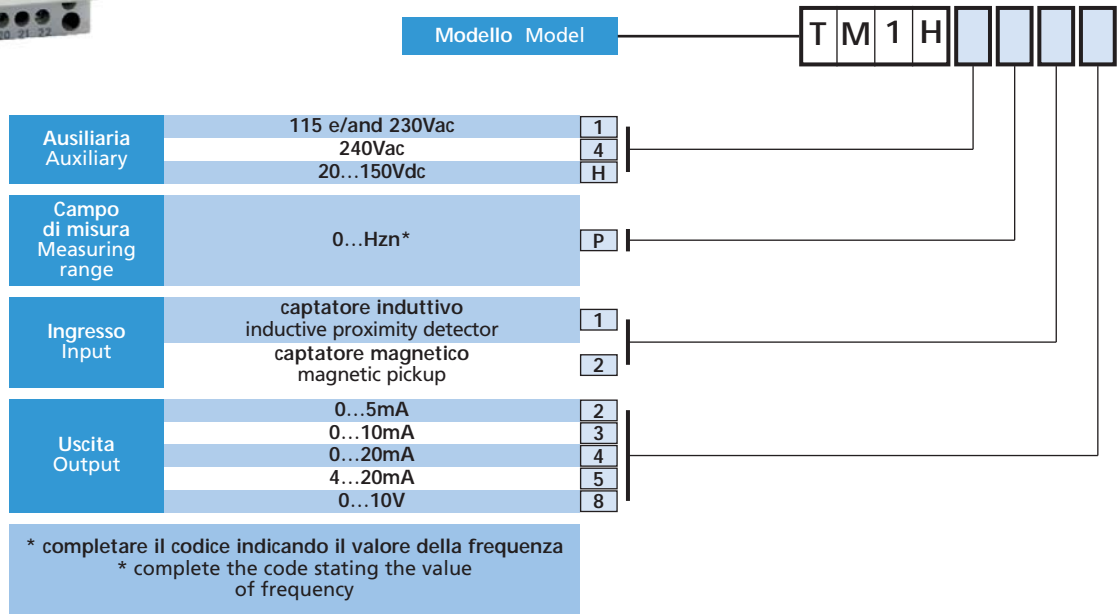 20 21 22
Modello Model
T M 1 H
Ausiliaria
Auxiliary
115 e/and 230Vac 1
240Vac 4
20...150Vdc H
Campo
di misura
Measuring
range
0...Hzn* P
Ingresso
Input
captatore induttivo
inductive proximity detector
1
captatore magnetico
magnetic pickup
2
Uscita
Output
0...5mA 2
0...10mA 3
0...20mA 4
4...20mA 5
0...10V 8
* completare il codice indicando il valore della frequenza
* complete the code stating the value
of frequency